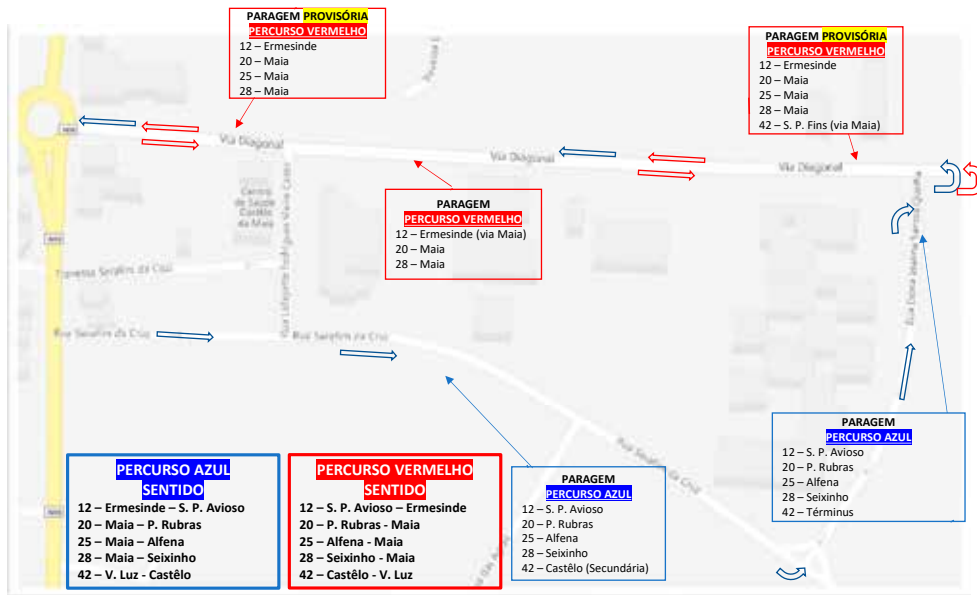 PARAGEM PROVISÓRIA
PERCURSO VERMELHO
12 – Ermesinde
20 – Maia
25 – Maia
28 – Maia
PARAGEM PROVISÓRIA
PERCURSO VERMELHO
12 – Ermesinde
20 – Maia
25 – Maia
28 – Maia
42 – S. P. Fins (via Maia)
Via Diagonal
Via Diagonal
Via Diagonal
PARAGEM
PERCURSO VERMELHO
12 – Ermesinde (via Maia)
20 – Maia
28 – Maia
Centro
de Saúde
Castêlo
da Maia
Travessa Serafim da Cruz
Rua Serafim da Cruz
Rua Serafim da Cruz
Rua Serafim da Cruz
PARAGEM
PERCURSO AZUL
12 – S. P. Avioso
20 – P. Rubras
25 – Alfena
28 – Seixinho
42 – Términus
PARAGEM
PERCURSO AZUL
12 – S. P. Avioso
20 – P. Rubras
25 – Alfena
28 – Seixinho
42 – Castêlo (Secundária)
PERCURSO AZUL
SENTIDO
12 – Ermesinde – S. P. Avioso
20 – Maia – P. Rubras
25 – Maia – Alfena
28 – Maia – Seixinho
42 – V. Luz - Castêlo
PERCURSO VERMELHO
SENTIDO
12 – S. P. Avioso – Ermesinde
20 – P. Rubras - Maia
25 – Alfena - Maia
28 – Seixinho - Maia
42 – Castêlo - V. Luz